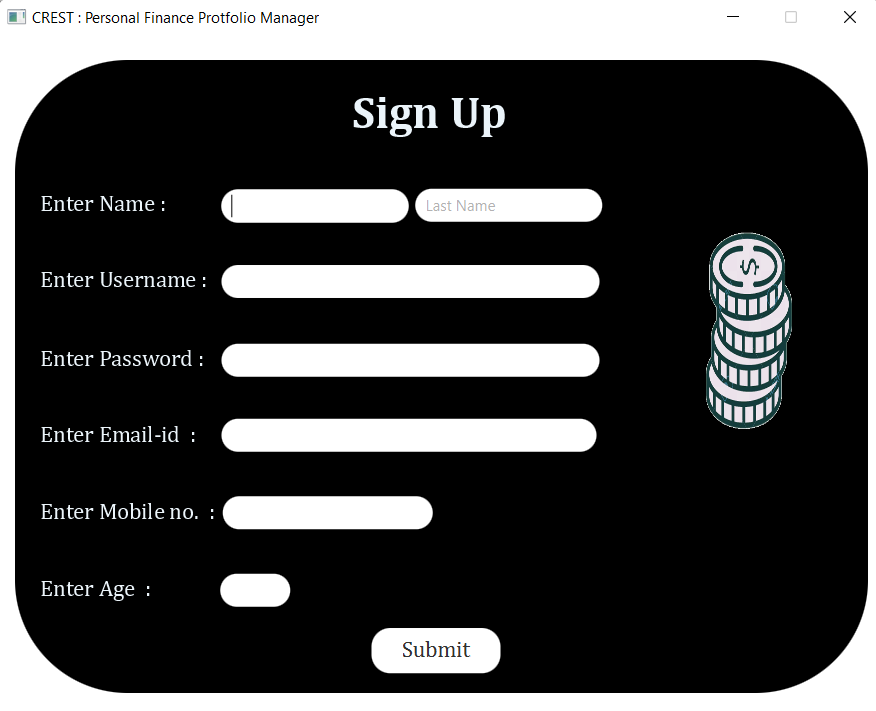 CREST : Personal Finance Protfolio Manager
Sign Up
Enter Name :
Last Name
Enter Username :
$
Enter Password :
Enter Email-id :
Enter Mobile no. :
Enter Age :
Submit